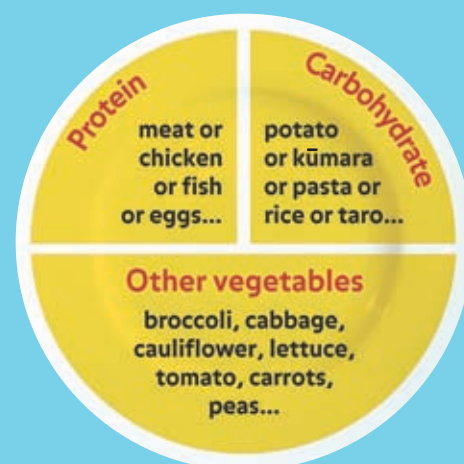 Protein
meat or
chicken
or fish
or eggs...
Carbohydrate
potato
or kūmara
or pasta or
rice or taro...
Other vegetables
broccoli, cabbage,
cauliflower, lettuce,
tomato, carrots,
peas...